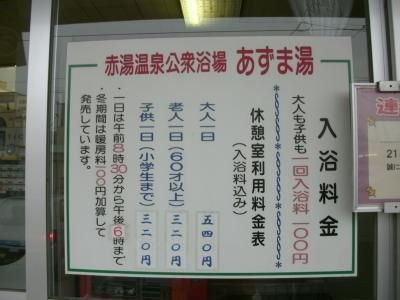 赤湯温泉公衆浴場 あずま湯
入浴料金
大人も子供も一回入浴料一〇〇円
休憩室利用料金表
(入浴料込み)
大人一日 五四〇円
老人一日(60才以上) 三二〇円
子供一日(小学生まで) 三二〇円
・一日は午前8時30分から午後6時まで
・冬期間は暖房料一〇〇円加算して
発売しています。
21